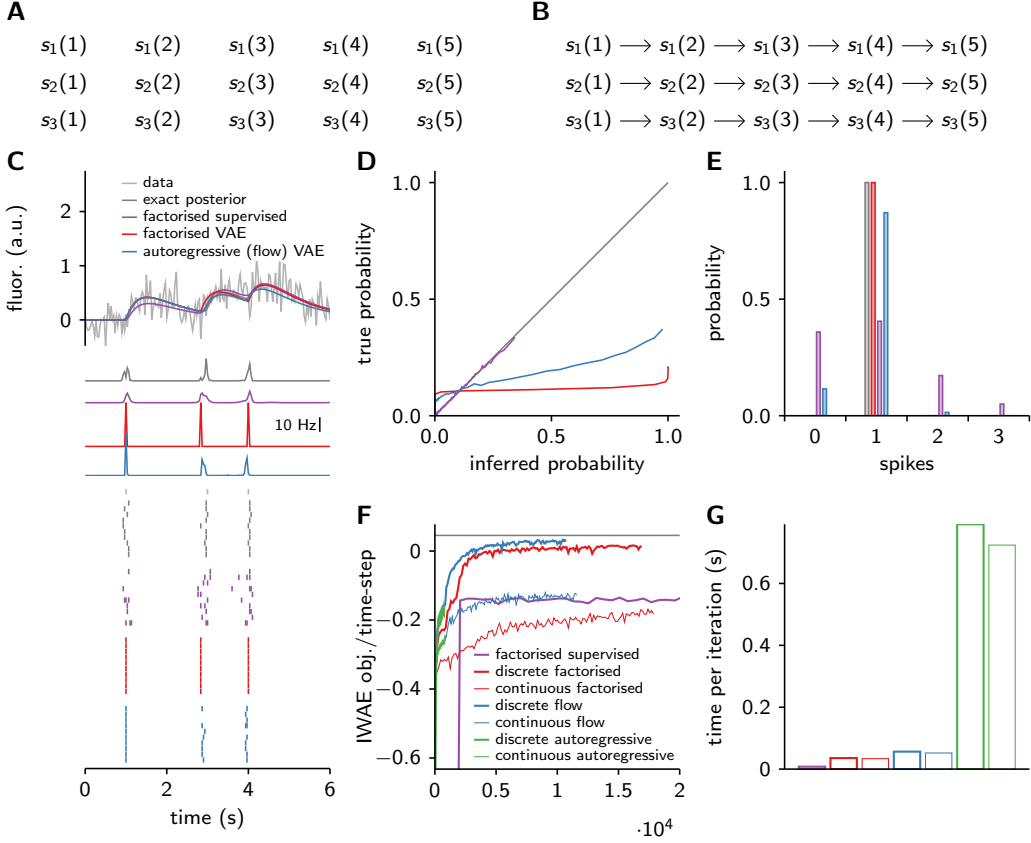 A
s1(1) s1(2) s1(3) s1(4) s1(5)
s2(1) s2(2) s2(3) s2(4) s2(5)
s3(1) s3(2) s3(3) s3(4) s3(5)
B
s1(1) → s1(2) → s1(3) → s1(4) → s1(5)
s2(1) → s2(2) → s2(3) → s2(4) → s2(5)
s3(1) → s3(2) → s3(3) → s3(4) → s3(5)
C
fluor. (a.u.)
2
1
0
data
exact posterior
factorised supervised
factorised VAE
autoregressive (flow) VAE
10 Hz
0 2 4 6
time (s)
D
true probability
1.0
0.5
0.0
0.0 0.5 1.0
inferred probability
E
probability
1.0
0.5
0.0
0 1 2 3
spikes
F
IWAE obj./time-step
0
−0.2
−0.4
−0.6
factorised supervised
discrete factorised
continuous factorised
discrete flow
continuous flow
discrete autoregressive
continuous autoregressive
0 0.5 1 1.5 2
·10^4
G
time per iteration (s)
0.6
0.4
0.2
0